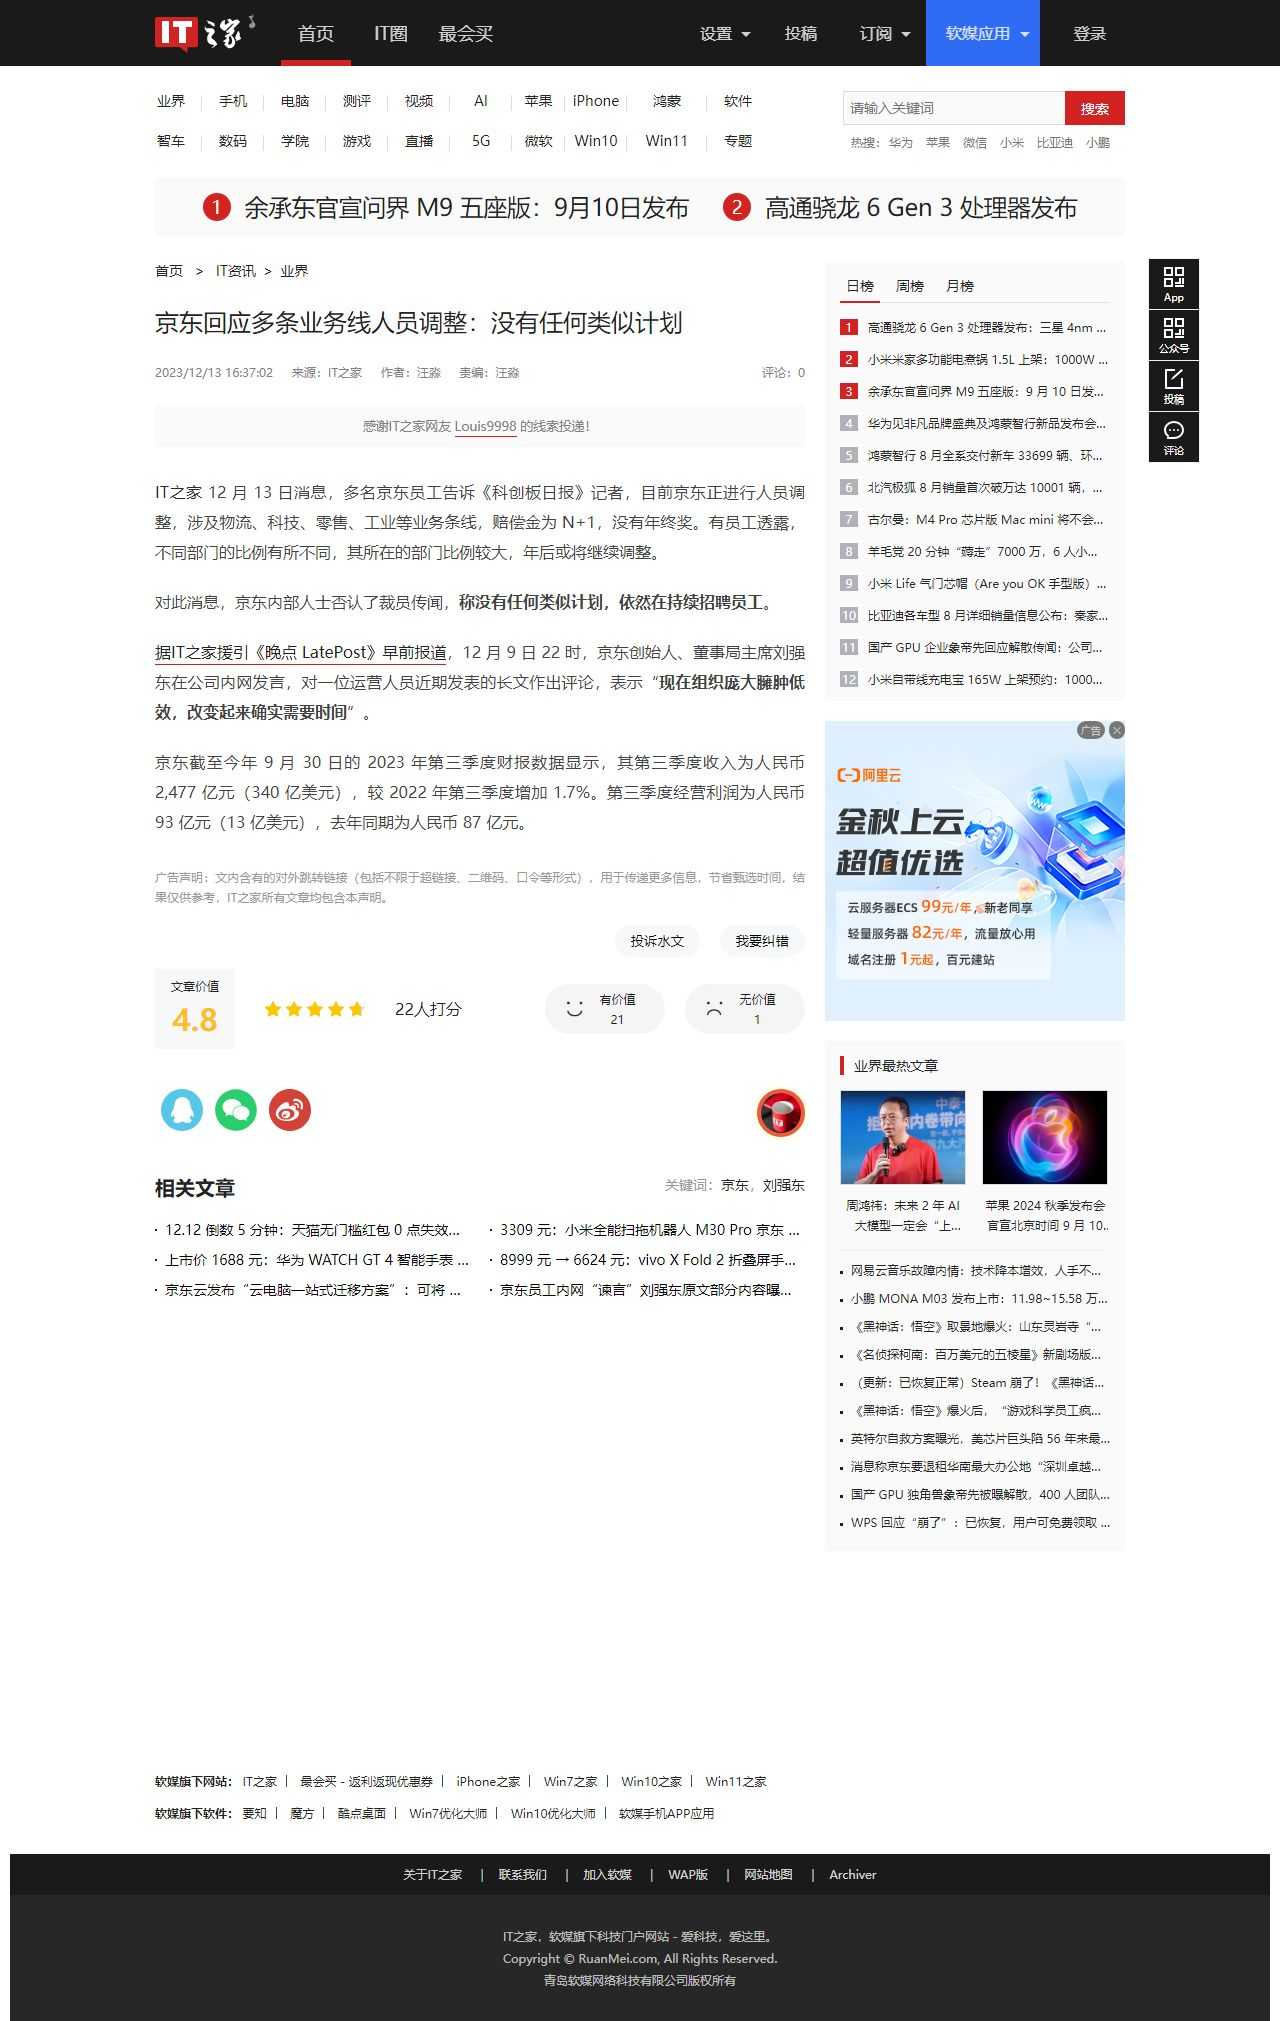 IT之家
首页
IT圈
最会买
设置
投稿
订阅
软媒应用
登录
业界 手机 电脑 测评 视频 AI 苹果 iPhone 鸿蒙 软件
智车 数码 学院 游戏 直播 5G 微软 Win10 Win11 专题
请输入关键词
搜索
热搜：华为 苹果 微信 小米 比亚迪 小鹏
1 余承东官宣问界 M9 五座版：9月10日发布
2 高通骁龙 6 Gen 3 处理器发布
首页 > IT资讯 > 业界
京东回应多条业务线人员调整：没有任何类似计划
2023/12/13 16:37:02 来源：IT之家 作者：汪淼 责编：汪淼
评论：0
感谢IT之家网友 Louis9998 的线索投递！
IT之家 12 月 13 日消息，多名京东员工告诉《科创板日报》记者，目前京东正进行人员调
整，涉及物流、科技、零售、工业等业务条线，赔偿金为 N+1，没有年终奖。有员工透露，
不同部门的比例有所不同，其所在的部门比例较大，年后或将继续调整。
对此消息，京东内部人士否认了裁员传闻，称没有任何类似计划，依然在持续招聘员工。
据IT之家援引《晚点 LatePost》早前报道，12 月 9 日 22 时，京东创始人、董事局主席刘强
东在公司内网发言，对一位运营人员近期发表的长文作出评论，表示“现在组织庞大臃肿低
效，改变起来确实需要时间”。
京东截至今年 9 月 30 日的 2023 年第三季度财报数据显示，其第三季度收入为人民币
2,477 亿元（340 亿美元），较 2022 年第三季度增加 1.7%。第三季度经营利润为人民币
93 亿元（13 亿美元），去年同期为人民币 87 亿元。
广告声明：文内含有的对外跳转链接（包括不限于超链接、二维码、口令等形式），用于传递更多信息，节省甄选时间，结
果仅供参考，IT之家所有文章均包含本声明。
投诉水文
我要纠错
文章价值
4.8
22人打分
有价值
21
无价值
1
相关文章
关键词：京东，刘强东
12.12 倒数 5 分钟：天猫无门槛红包 0 点失效...
3309 元：小米全能扫拖机器人 M30 Pro 京东 ...
上市价 1688 元：华为 WATCH GT 4 智能手表 ...
8999 元 → 6624 元：vivo X Fold 2 折叠屏手...
京东云发布“云电脑一站式迁移方案”：可将 ...
京东员工内网“谏言”刘强东原文部分内容曝...
日榜 周榜 月榜
1 高通骁龙 6 Gen 3 处理器发布：三星 4nm ...
2 小米米家多功能电煮锅 1.5L 上架：1000W ...
3 余承东官宣问界 M9 五座版：9 月 10 日发...
4 华为见非凡品牌盛典及鸿蒙智行新品发布会...
5 鸿蒙智行 8 月全系交付新车 33699 辆、环...
6 北汽极狐 8 月销量首次破万达 10001 辆，...
7 古尔曼：M4 Pro 芯片版 Mac mini 将不会...
8 羊毛党 20 分钟“薅走”7000 万，6 人小...
9 小米 Life 气门芯帽（Are you OK 手型版）...
10 比亚迪各车型 8 月详细销量信息公布：秦家...
11 国产 GPU 企业象帝先回应解散传闻：公司...
12 小米自带线充电宝 165W 上架预约：1000...
广告
阿里云
金秋上云
超值优选
云服务器ECS 99元/年，新老同享
轻量服务器 82元/年，流量放心用
域名注册 1元起，百元建站
业界最热文章
周鸿祎：未来 2 年 AI
大模型一定会“上...
苹果 2024 秋季发布会
官宣北京时间 9 月 10..
网易云音乐故障内情：技术降本增效，人手不...
小鹏 MONA M03 发布上市：11.98~15.58 万...
《黑神话：悟空》取景地爆火：山东灵岩寺“...
《名侦探柯南：百万美元的五棱星》新剧场版...
（更新：已恢复正常）Steam 崩了！《黑神话...
《黑神话：悟空》爆火后，“游戏科学员工疯...
英特尔自救方案曝光，美芯片巨头陷 56 年来最...
消息称京东要退租华南最大办公地“深圳卓越...
国产 GPU 独角兽象帝先被曝解散，400 人团队...
WPS 回应“崩了”：已恢复，用户可免费领取 ...
App
公众号
投稿
评论
软媒旗下网站： IT之家 | 最会买 - 返利返现优惠券 | iPhone之家 | Win7之家 | Win10之家 | Win11之家
软媒旗下软件： 要知 | 魔方 | 酷点桌面 | Win7优化大师 | Win10优化大师 | 软媒手机APP应用
关于IT之家 | 联系我们 | 加入软媒 | WAP版 | 网站地图 | Archiver
IT之家，软媒旗下科技门户网站 - 爱科技，爱这里。
Copyright © RuanMei.com, All Rights Reserved.
青岛软媒网络科技有限公司版权所有